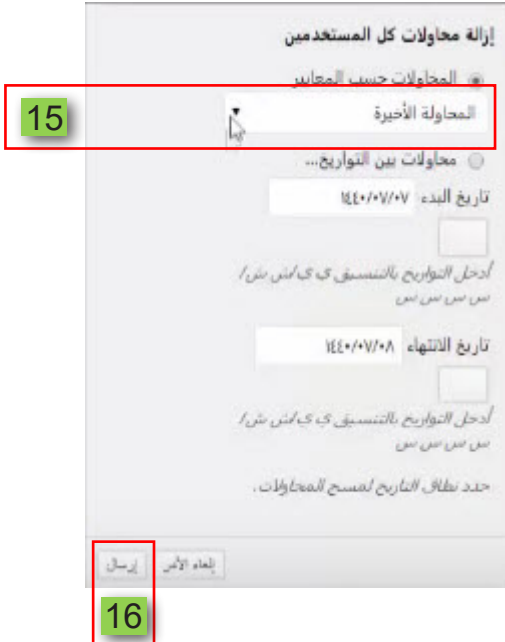 إزالة محاولات كل المستخدمين
المحاولات حسب المعايير
15
المحاولة الأخيرة
محاولات بين التواريخ...
تاريخ البدء ١٤٤٠/٠٧/٠٧
أدخل التواريخ بالتنسيق ي ي/ش ش/
س س س س
تاريخ الانتهاء ١٤٤٠/٠٧/٠٨
أدخل التواريخ بالتنسيق ي ي/ش ش/
س س س س
حدد نطاق التاريخ لمسح المحاولات.
إلغاء الأمر
إرسال
16